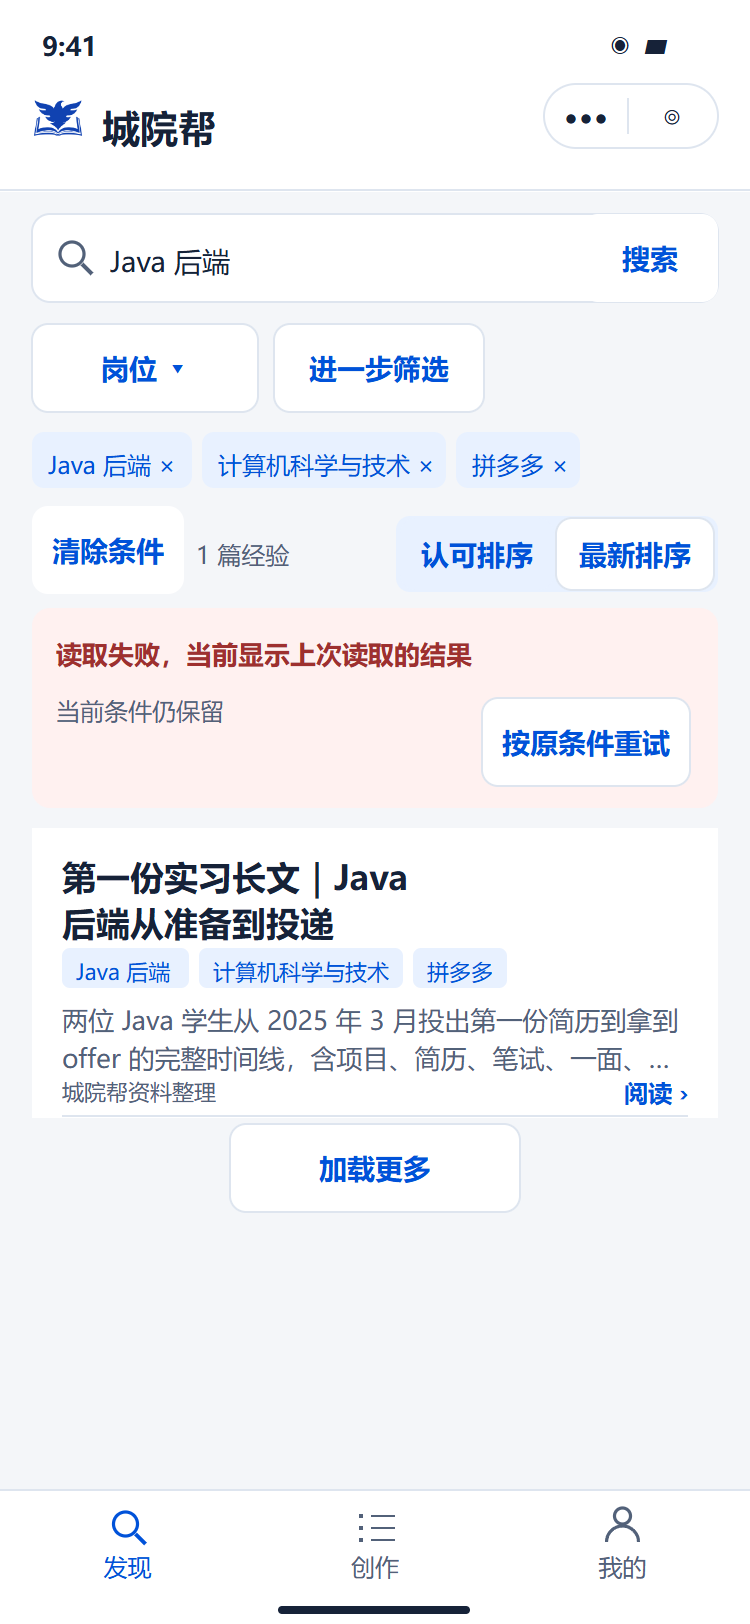 9:41
城院帮
Java 后端
搜索
岗位 ▼
进一步筛选
Java 后端 ×
计算机科学与技术 ×
拼多多 ×
清除条件
1 篇经验
认可排序
最新排序
读取失败，当前显示上次读取的结果
当前条件仍保留
按原条件重试
第一份实习长文｜Java
后端从准备到投递
Java 后端
计算机科学与技术
拼多多
两位 Java 学生从 2025 年 3 月投出第一份简历到拿到
offer 的完整时间线，含项目、简历、笔试、一面、...
城院帮资料整理
阅读 ›
加载更多
发现
创作
我的